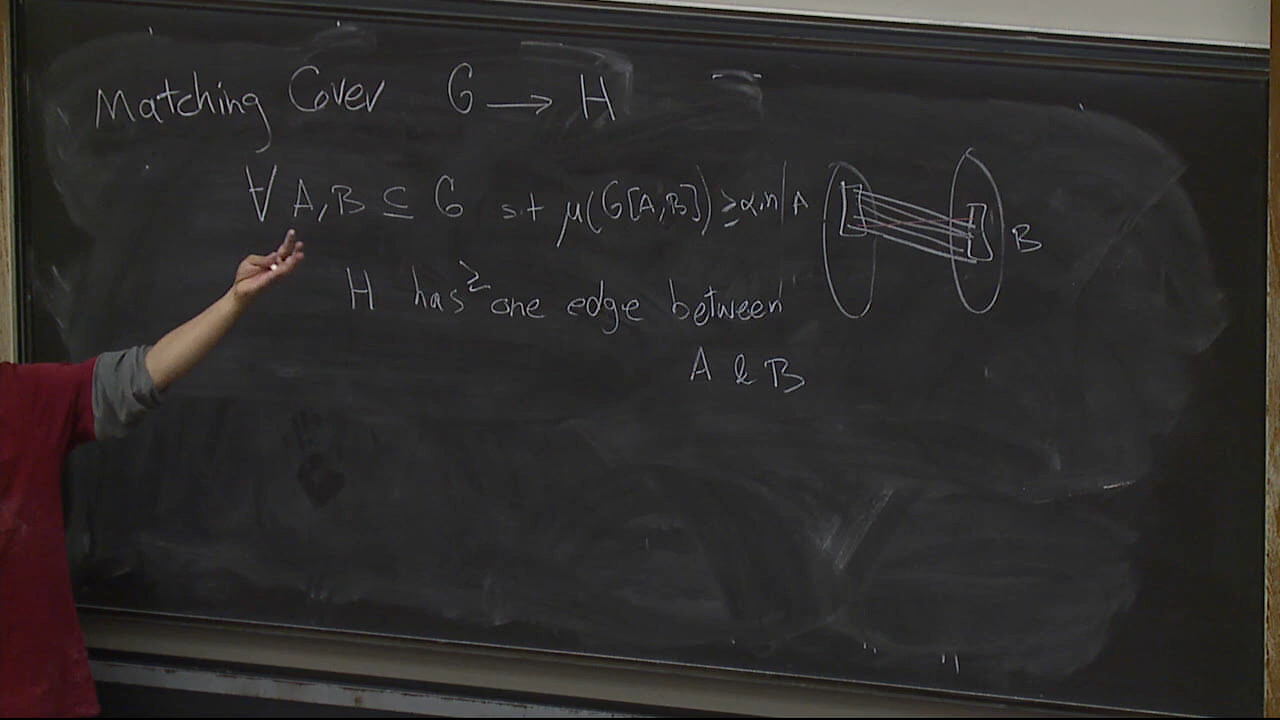 Matching Cover G → H
∀ A, B ⊆ G s.t μ(G[A,B]) ≥ α.n
H has ≥ one edge between
A & B
A
B